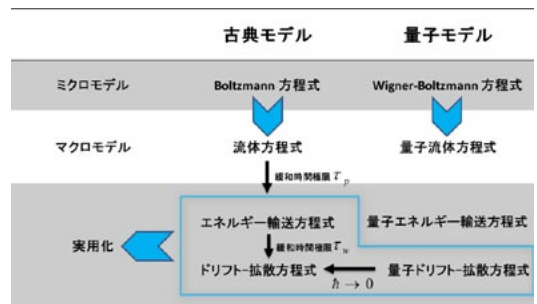 古典モデル 量子モデル
ミクロモデル Boltzmann 方程式 Wigner-Boltzmann 方程式
マクロモデル 流体方程式 量子流体方程式
緩和時間極限 τ_p
エネルギー輸送方程式 量子エネルギー輸送方程式
実用化 緩和時間極限 τ_w
ドリフト-拡散方程式 量子ドリフト-拡散方程式
ħ → 0